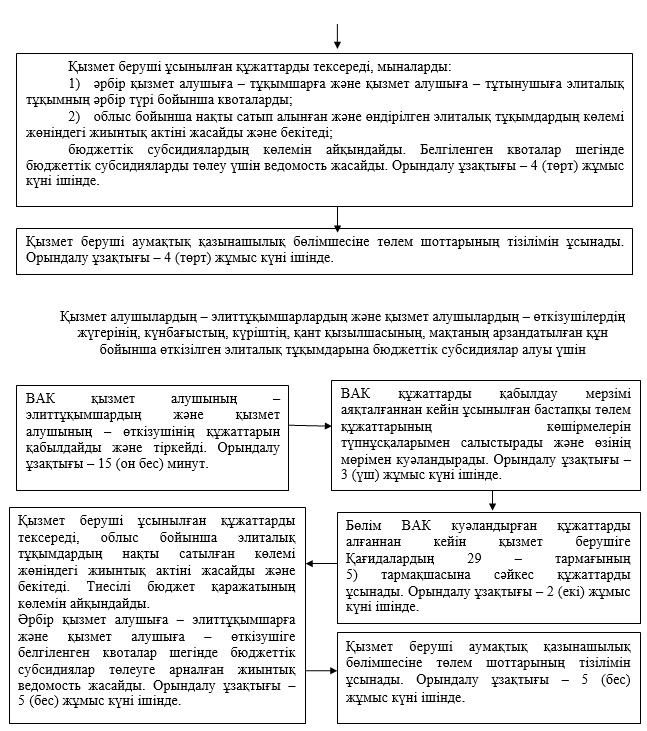 Қызмет беруші ұсынылған құжаттарды тексереді, мыналарды:
1) әрбір қызмет алушыға – тұқымшарға және қызмет алушыға – тұтынушыға элиталық
тұқымның әрбір түрі бойынша квоталарды;
2) облыс бойынша нақты сатып алынған және өндірілген элиталық тұқымдардың көлемі
жөніндегі жиынтық актіні жасайды және бекітеді;
бюджеттік субсидиялардың көлемін айқындайды. Белгіленген квоталар шегінде
бюджеттік субсидияларды төлеу үшін ведомость жасайды. Орындалу ұзақтығы – 4 (төрт) жұмыс
күні ішінде.
Қызмет беруші аумақтық қазынашылық бөлімшесіне төлем шоттарының тізілімін ұсынады.
Орындалу ұзақтығы – 4 (төрт) жұмыс күні ішінде.
Қызмет алушылардың – элиттұқымшарлардың және қызмет алушылардың – өткізушілердің
жүгерінің, күнбағыстың, күріштің, қант қызылшасының, мақтаның арзандатылған құн
бойынша өткізілген элиталық тұқымдарына бюджеттік субсидиялар алуы үшін
ВАК қызмет алушының –
элиттұқымшардың және қызмет
алушының – өткізушінің құжаттарын
қабылдайды және тіркейді. Орындалу
ұзақтығы – 15 (он бес) минут.
ВАК құжаттарды қабылдау мерзімі
аяқталғаннан кейін ұсынылған бастапқы төлем
құжаттарының көшірмелерін
түпнұсқаларымен салыстырады және өзінің
мөрімен куәландырады. Орындалу ұзақтығы –
3 (үш) жұмыс күні ішінде.
Бөлім ВАК куәландырған құжаттарды
алғаннан кейін қызмет берушіге
Қағидалардың 29 – тармағының
5) тармақшасына сәйкес құжаттарды
ұсынады. Орындалу ұзақтығы – 2 (екі) жұмыс
күні ішінде.
Қызмет беруші ұсынылған құжаттарды
тексереді, облыс бойынша элиталық
тұқымдардың нақты сатылған көлемі
жөніндегі жиынтық актіні жасайды және
бекітеді. Тиесілі бюджет қаражатының
көлемін айқындайды.
Әрбір қызмет алушыға – элиттұқымшарға
және қызмет алушыға – өткізушіге
белгіленген квоталар шегінде бюджеттік
субсидиялар төлеуге арналған жиынтық
ведомость жасайды. Орындалу ұзақтығы –
5 (бес) жұмыс күні ішінде.
Қызмет беруші аумақтық қазынашылық
бөлімшесіне төлем шоттарының тізілімін
ұсынады. Орындалу ұзақтығы – 5 (бес)
жұмыс күні ішінде.